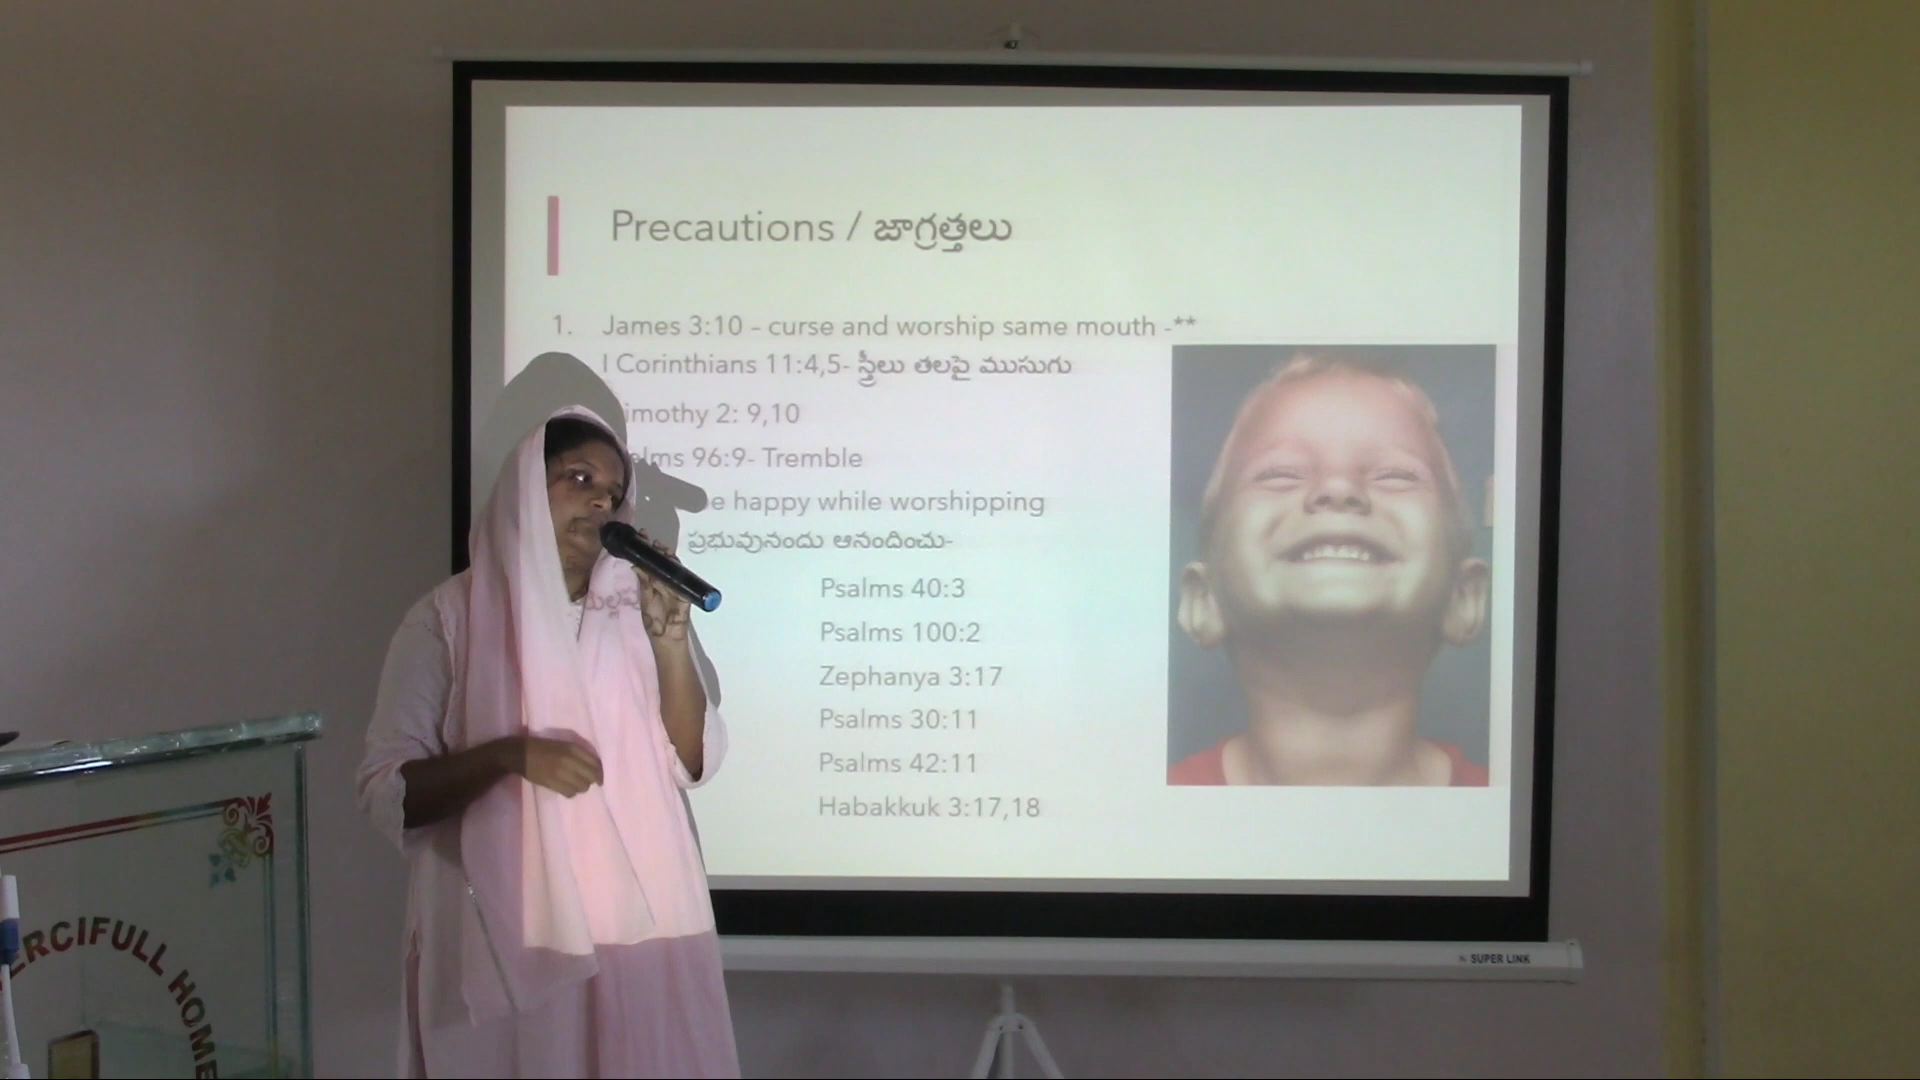 Precautions / జాగ్రత్తలు
1. James 3:10 – curse and worship same mouth -**
I Corinthians 11:4,5- స్త్రీలు తలపై ముసుగు
imothy 2: 9,10
96:9- Tremble
happy while worshipping
ప్రభువునందు ఆనందించు-
Psalms 40:3
Psalms 100:2
Zephanya 3:17
Psalms 30:11
Psalms 42:11
Habakkuk 3:17,18
SUPER LINK
ERCIFULL HOME